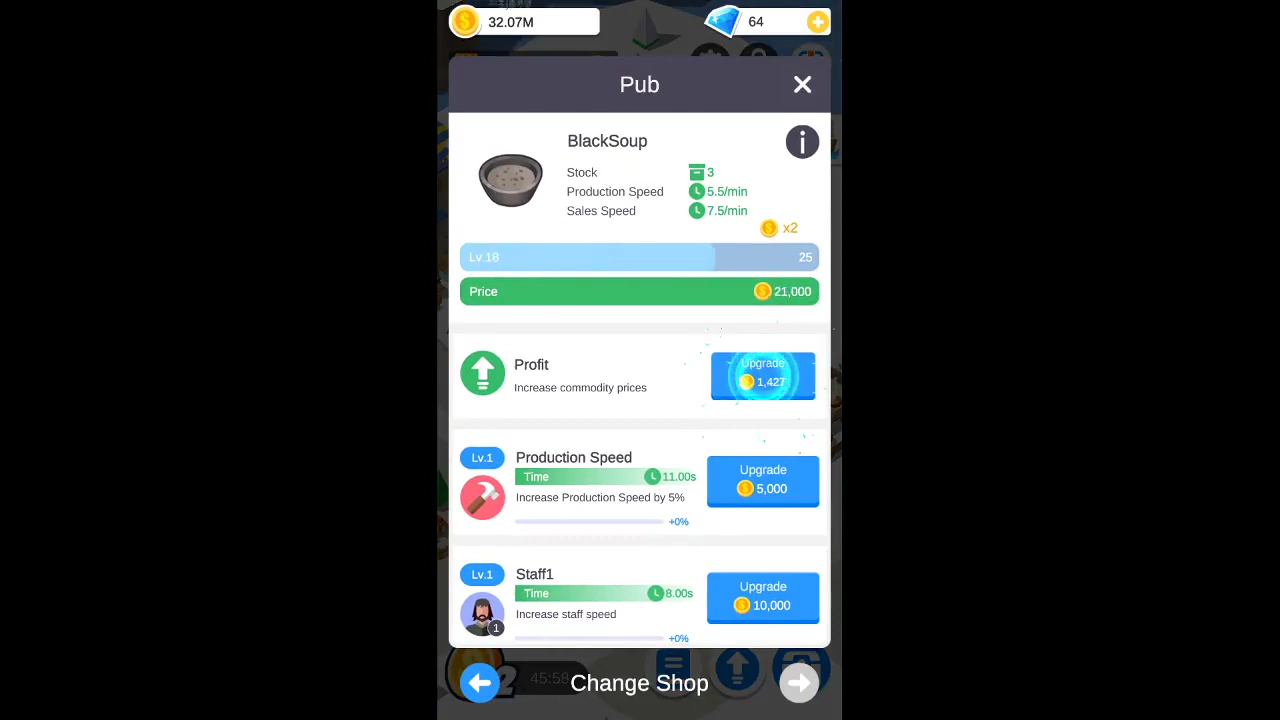 32.07M
64
Pub
BlackSoup
Stock 3
Production Speed 5.5/min
Sales Speed 7.5/min
x2
Lv.18 25
Price 21,000
Profit
Increase commodity prices
Upgrade
1,427
Lv.1 Production Speed
Time 11.00s
Increase Production Speed by 5%
+0%
Upgrade
5,000
Lv.1 Staff1
Time 8.00s
Increase staff speed
1
+0%
Upgrade
10,000
2 45:58
Change Shop